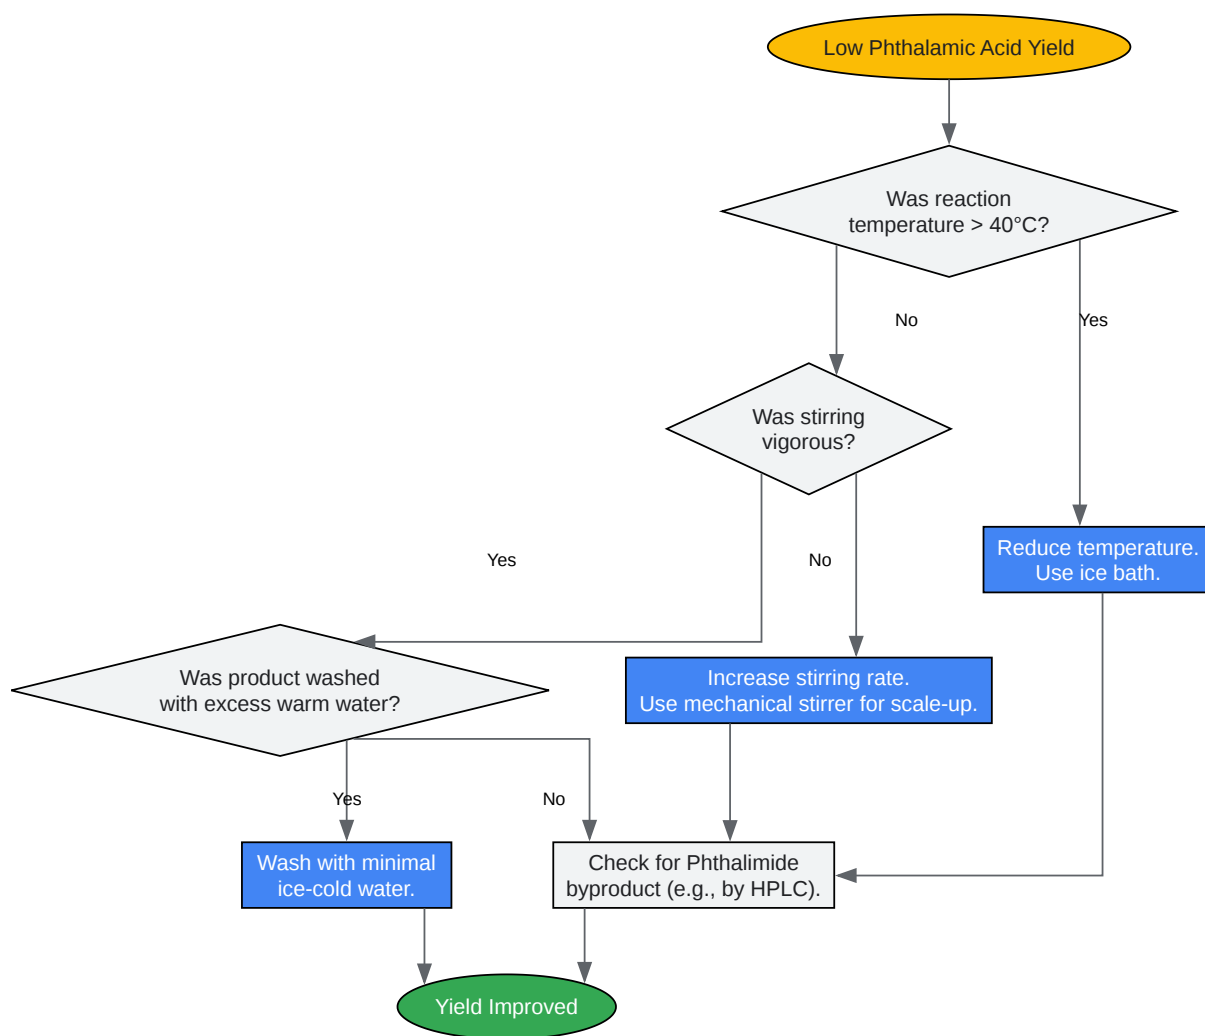 Low Phthalamic Acid Yield
Was reaction
temperature > 40°C?
No
Yes
Was stirring
vigorous?
Yes
No
Reduce temperature.
Use ice bath.
Was product washed
with excess warm water?
Increase stirring rate.
Use mechanical stirrer for scale-up.
Yes
No
Wash with minimal
ice-cold water.
Check for Phthalimide
byproduct (e.g., by HPLC).
Yield Improved